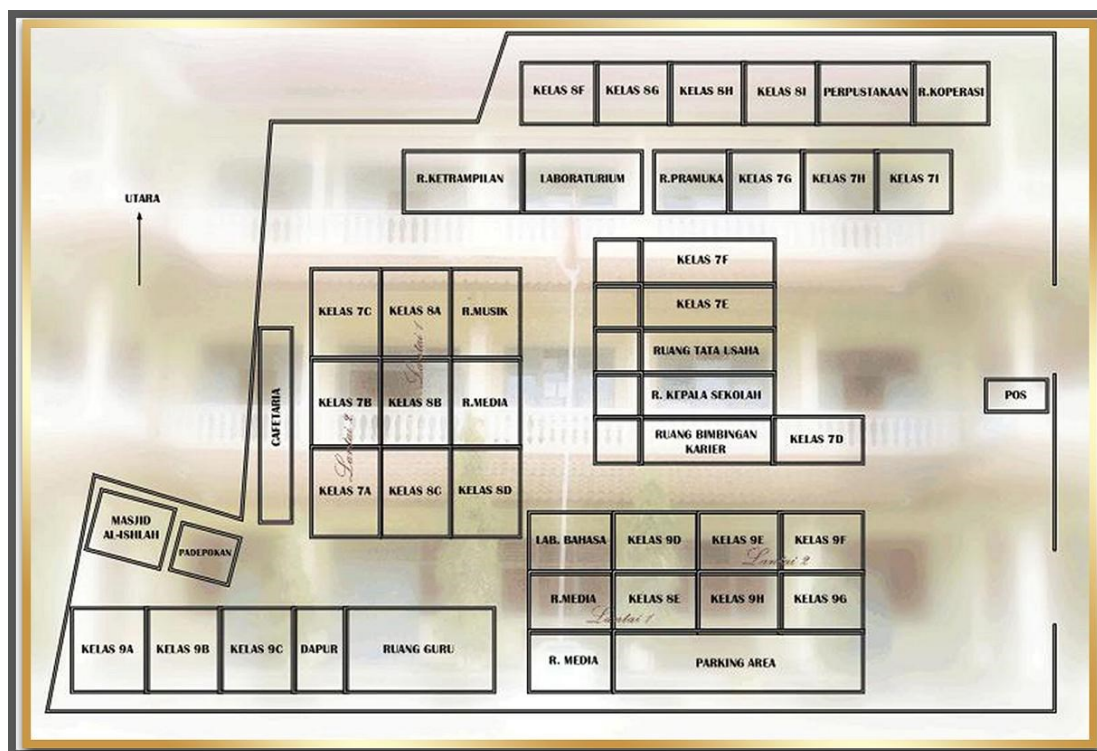 KELAS 8F
KELAS 8G
KELAS 8H
KELAS 8I
PERPUSTAKAAN
R.KOPERASI
R.KETRAMPILAN
LABORATURIUM
R.PRAMUKA
KELAS 7G
KELAS 7H
KELAS 7I
UTARA
KELAS 7F
KELAS 7E
RUANG TATA USAHA
R. KEPALA SEKOLAH
RUANG BIMBINGAN
KARIER
KELAS 7D
POS
KELAS 7C
KELAS 8A
R.MUSIK
Lantai 1
KELAS 7B
KELAS 8B
R.MEDIA
Lantai 2
KELAS 7A
KELAS 8C
KELAS 8D
CAFETARIA
MASJID
AL-ISHLAH
PADEPOKAN
LAB. BAHASA
KELAS 9D
KELAS 9E
KELAS 9F
Lantai 2
R.MEDIA
KELAS 8E
KELAS 9H
KELAS 9G
Lantai 1
R. MEDIA
PARKING AREA
KELAS 9A
KELAS 9B
KELAS 9C
DAPUR
RUANG GURU